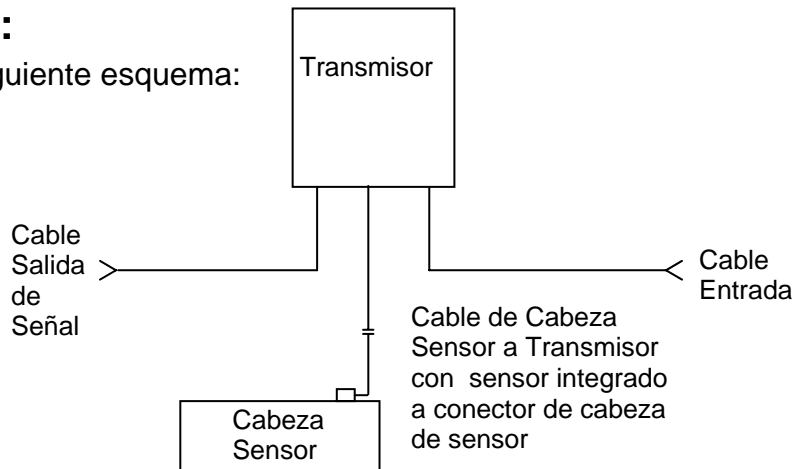 :
guiente esquema:
Transmisor
Cable
Salida
de
Señal
Cable
Entrada
Cable de Cabeza
Sensor a Transmisor
con sensor integrado
a conector de cabeza
de sensor
Cabeza
Sensor